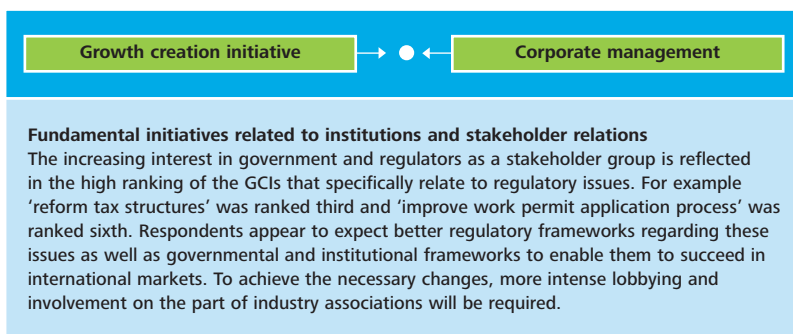 Growth creation initiative
Corporate management
Fundamental initiatives related to institutions and stakeholder relations
The increasing interest in government and regulators as a stakeholder group is reflected
in the high ranking of the GCIs that specifically relate to regulatory issues. For example
‘reform tax structures’ was ranked third and ‘improve work permit application process’ was
ranked sixth. Respondents appear to expect better regulatory frameworks regarding these
issues as well as governmental and institutional frameworks to enable them to succeed in
international markets. To achieve the necessary changes, more intense lobbying and
involvement on the part of industry associations will be required.